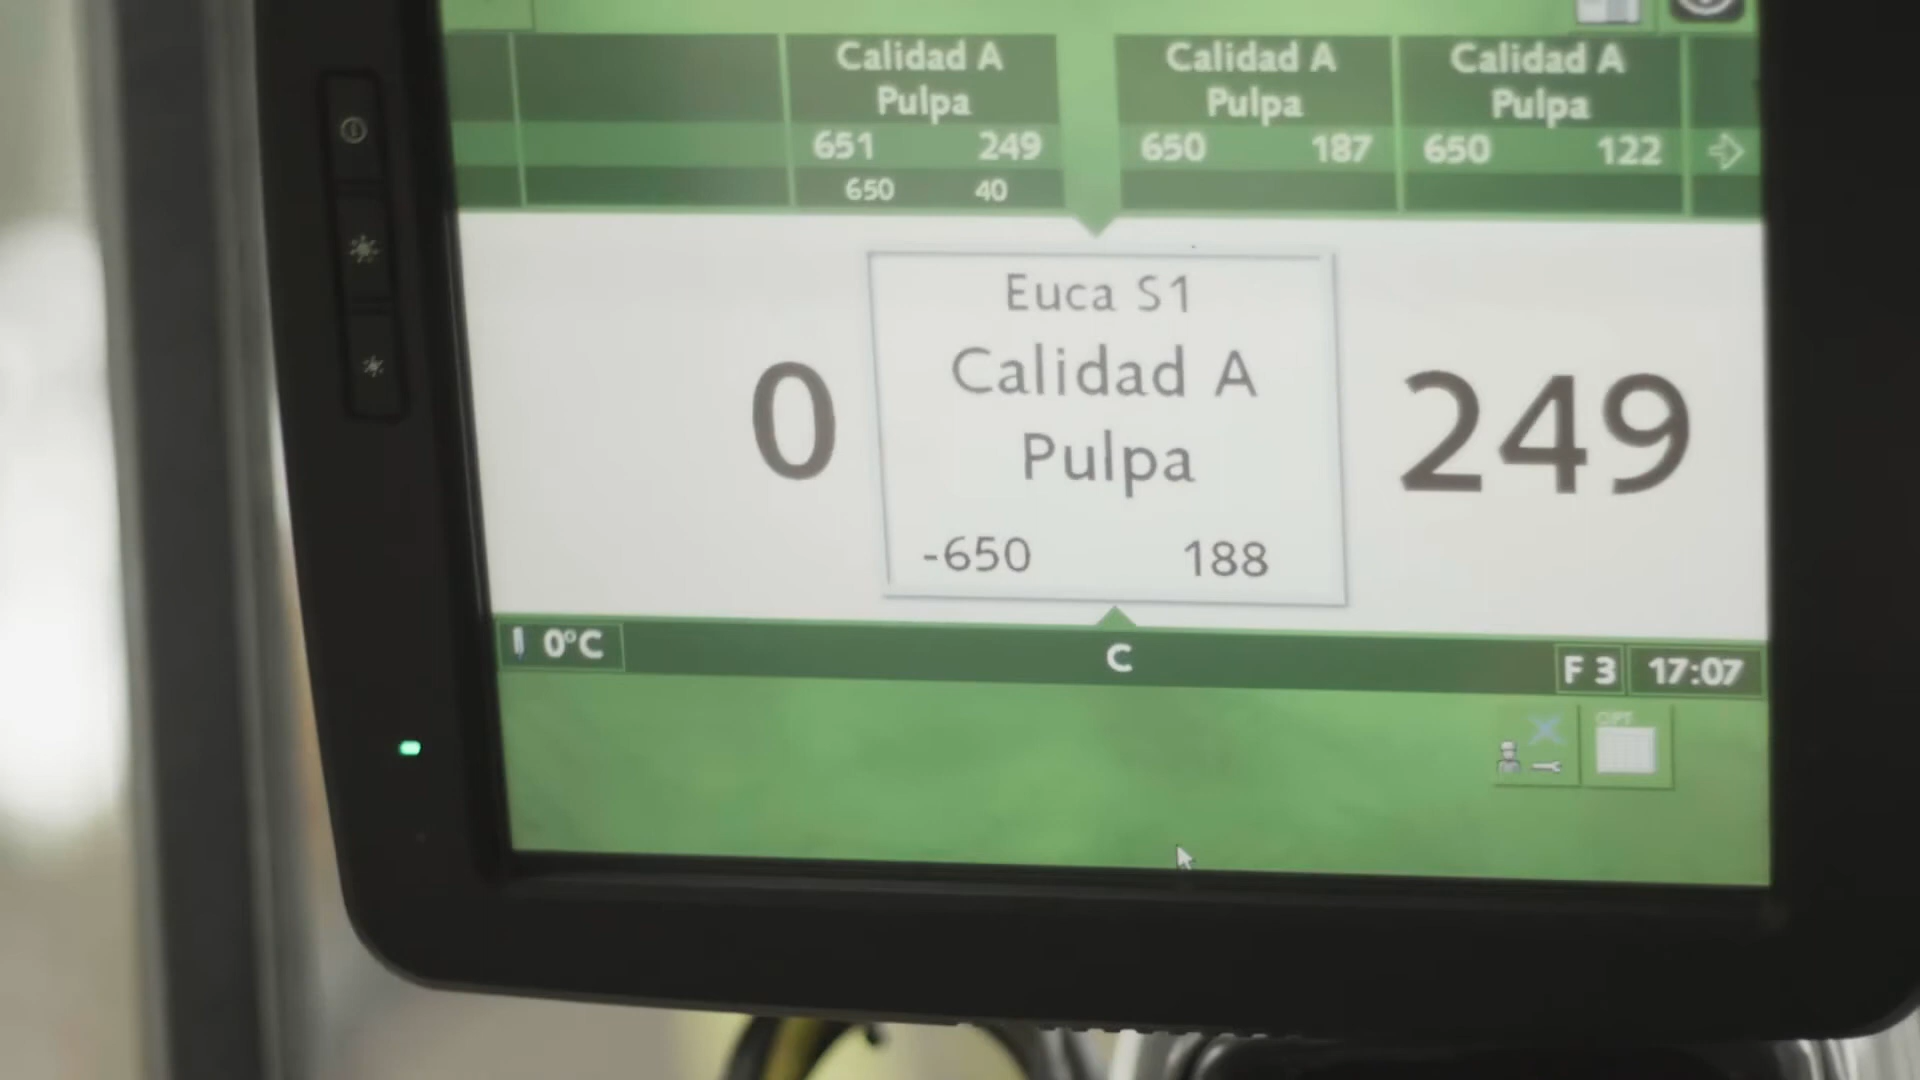 Calidad A Calidad A Calidad A
Pulpa Pulpa Pulpa
651 249 650 187 650 122
650 40
Euca S1
0 Calidad A 249
Pulpa
-650 188
0°C C F 3 17:07
OPT